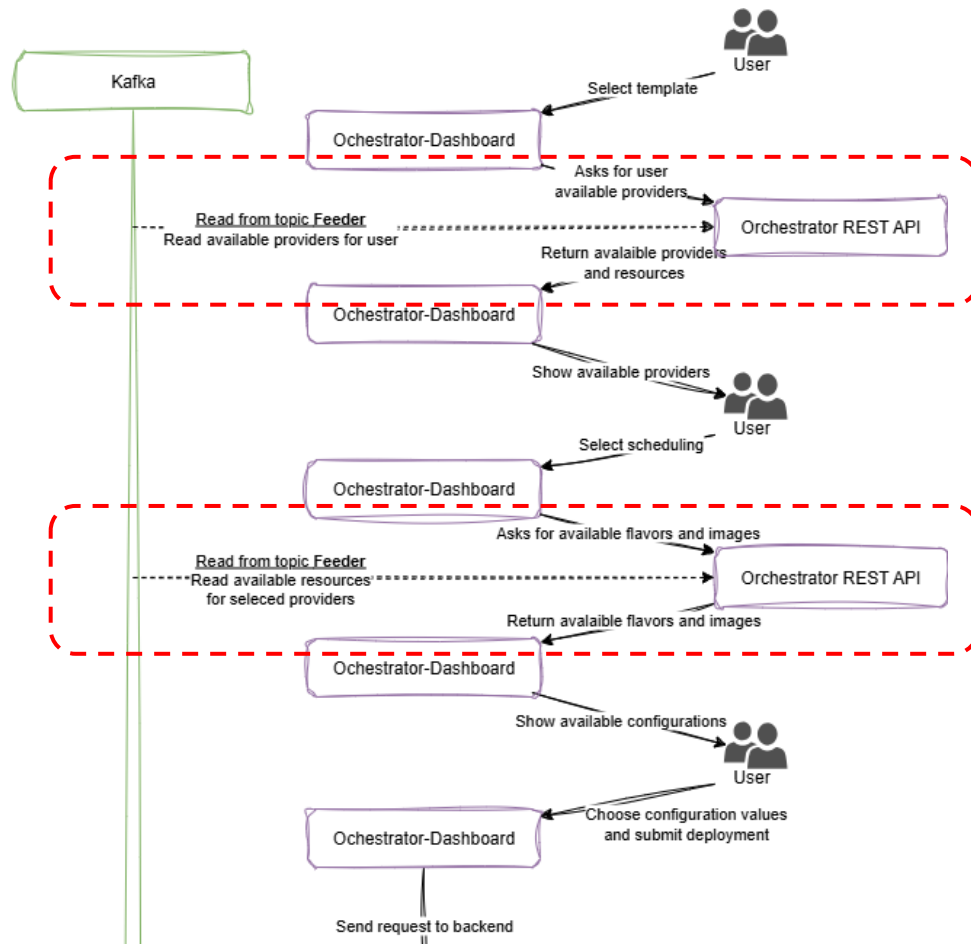 User
Kafka
Select template
Ochestrator-Dashboard
Asks for user
available providers
Read from topic Feeder
Read available providers for user
Orchestrator REST API
Return avalaible providers
and resources
Ochestrator-Dashboard
Show available providers
User
Select scheduling
Ochestrator-Dashboard
Asks for available flavors and images
Read from topic Feeder
Read available resources
for seleced providers
Orchestrator REST API
Return avalaible flavors and images
Ochestrator-Dashboard
Show available configurations
User
Choose configuration values
and submit deployment
Ochestrator-Dashboard
Send request to backend